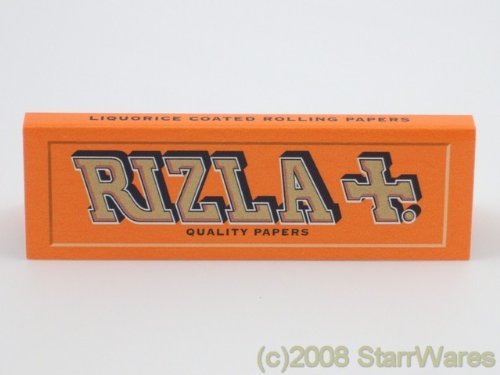 LIQUORICE COATED ROLLING PAPERS
RIZLA +.
QUALITY PAPERS
(c)2008 StarrWares